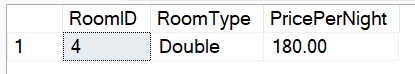 RoomID RoomType PricePerNight
1 4 Double 180.00